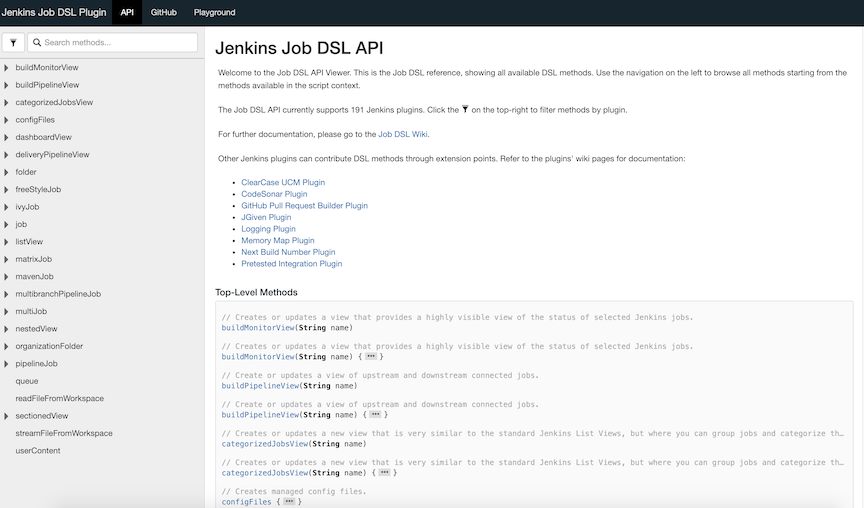 Jenkins Job DSL Plugin API GitHub Playground
Search methods...
buildMonitorView
buildPipelineView
categorizedJobsView
configFiles
dashboardView
deliveryPipelineView
folder
freeStyleJob
ivyJob
job
listView
matrixJob
mavenJob
multibranchPipelineJob
multiJob
nestedView
organizationFolder
pipelineJob
queue
readFileFromWorkspace
sectionedView
streamFileFromWorkspace
userContent
Jenkins Job DSL API
Welcome to the Job DSL API Viewer. This is the Job DSL reference, showing all available DSL methods. Use the navigation on the left to browse all methods starting from the
methods available in the script context.
The Job DSL API currently supports 191 Jenkins plugins. Click the on the top-right to filter methods by plugin.
For further documentation, please go to the Job DSL Wiki.
Other Jenkins plugins can contribute DSL methods through extension points. Refer to the plugins' wiki pages for documentation:
• ClearCase UCM Plugin
• CodeSonar Plugin
• GitHub Pull Request Builder Plugin
• JGiven Plugin
• Logging Plugin
• Memory Map Plugin
• Next Build Number Plugin
• Pretested Integration Plugin
Top-Level Methods
// Creates or updates a view that provides a highly visible view of the status of selected Jenkins jobs.
buildMonitorView(String name)
// Creates or updates a view that provides a highly visible view of the status of selected Jenkins jobs.
buildMonitorView(String name) { ... }
// Create or updates a view of upstream and downstream connected jobs.
buildPipelineView(String name)
// Create or updates a view of upstream and downstream connected jobs.
buildPipelineView(String name) { ... }
// Creates or updates a new view that is very similar to the standard Jenkins List Views, but where you can group jobs and categorize th…
categorizedJobsView(String name)
// Creates or updates a new view that is very similar to the standard Jenkins List Views, but where you can group jobs and categorize th…
categorizedJobsView(String name) { ... }
// Creates managed config files.
configFiles { ... }